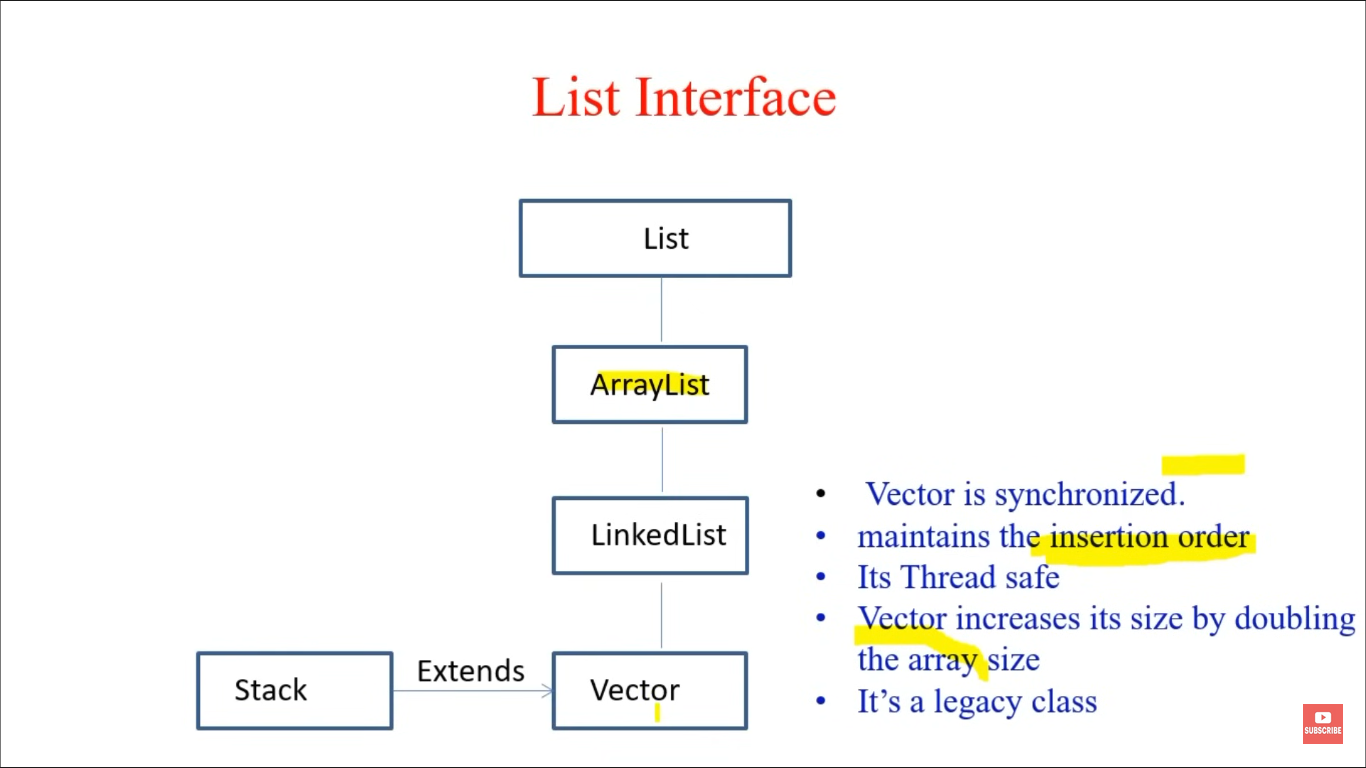 List Interface
List
ArrayList
LinkedList
Stack
Extends
Vector
• Vector is synchronized.
• maintains the insertion order
• Its Thread safe
• Vector increases its size by doubling
the array size
• It’s a legacy class
SUBSCRIBE